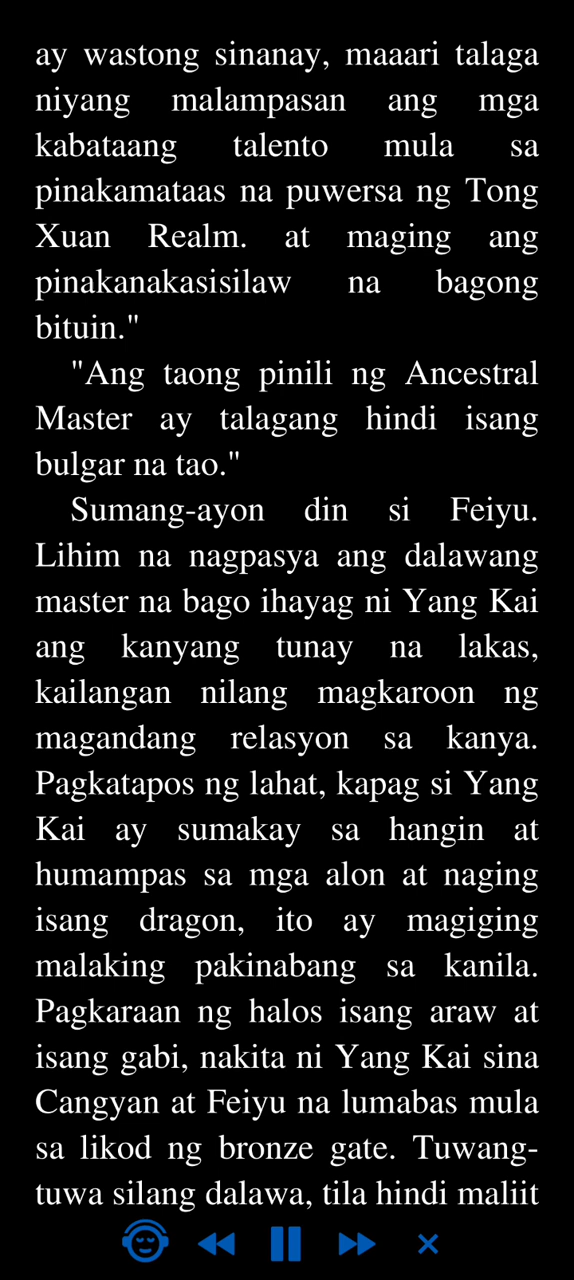 ay wastong sinanay, maaari talaga
niyang malampasan ang mga
kabataang talento mula sa
pinakamataas na puwersa ng Tong
Xuan Realm. at maging ang
pinakanakasisilaw na bagong
bituin."
"Ang taong pinili ng Ancestral
Master ay talagang hindi isang
bulgar na tao."
Sumang-ayon din si Feiyu.
Lihim na nagpasya ang dalawang
master na bago ihayag ni Yang Kai
ang kanyang tunay na lakas,
kailangan nilang magkaroon ng
magandang relasyon sa kanya.
Pagkatapos ng lahat, kapag si Yang
Kai ay sumakay sa hangin at
humampas sa mga alon at naging
isang dragon, ito ay magiging
malaking pakinabang sa kanila.
Pagkaraan ng halos isang araw at
isang gabi, nakita ni Yang Kai sina
Cangyan at Feiyu na lumabas mula
sa likod ng bronze gate. Tuwang-
tuwa silang dalawa, tila hindi maliit